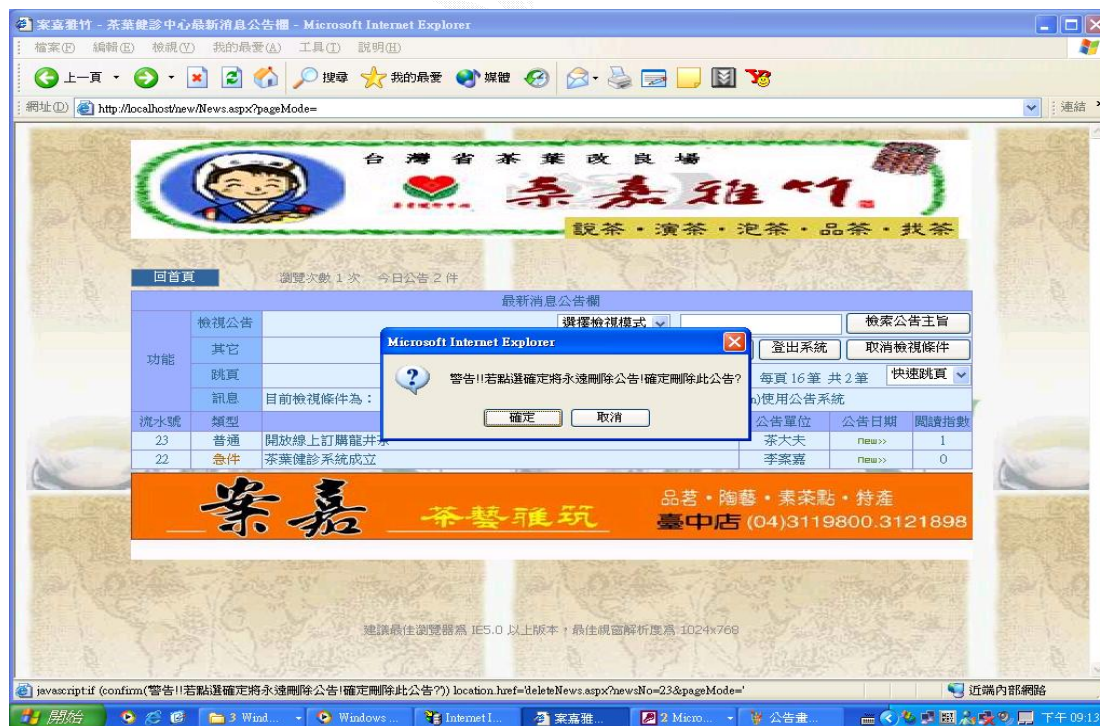 案嘉雅竹 - 茶葉健診中心最新消息公告欄 - Microsoft Internet Explorer
檔案(F) 編輯(E) 檢視(V) 我的最愛(A) 工具(T) 說明(H)
上一頁 搜尋 我的最愛 媒體
網址(D) http://localhost/new/News.aspx?pageMode= 連結
台灣省茶葉改良場
案嘉雅竹
說茶・演茶・泡茶・品茶・找茶
回首頁 瀏覽次數 1 次 今日公告 2 件
最新消息公告欄
功能
檢視公告 選擇檢視模式 檢索公告主旨
其它 登出系統 取消檢視條件
跳頁 每頁 16 筆 共 2 筆 快速跳頁
訊息 目前檢視條件為： )使用公告系統
Microsoft Internet Explorer
警告!!若點選確定將永遠刪除公告!確定刪除此公告?
確定 取消
流水號 類型 公告單位 公告日期 閱讀指數
23 普通 開放線上訂購龍井茶 茶大夫 new>> 1
22 急件 茶葉健診系統成立 李案嘉 new>> 0
案嘉 茶藝雅筑
品茗・陶藝・素茶點・特產
臺中店 (04)3119800.3121898
建議最佳瀏覽器為 IE5.0 以上版本，最佳視窗解析度為 1024x768
javascript:if (confirm('警告!!若點選確定將永遠刪除公告!確定刪除此公告?')) location.href='deleteNews.aspx?newsNo=23&pageMode=' 近端內部網路
開始 3 Wind... Windows ... Internet I... 案嘉雅... 2 Micro... 公告畫... 下午 09:13